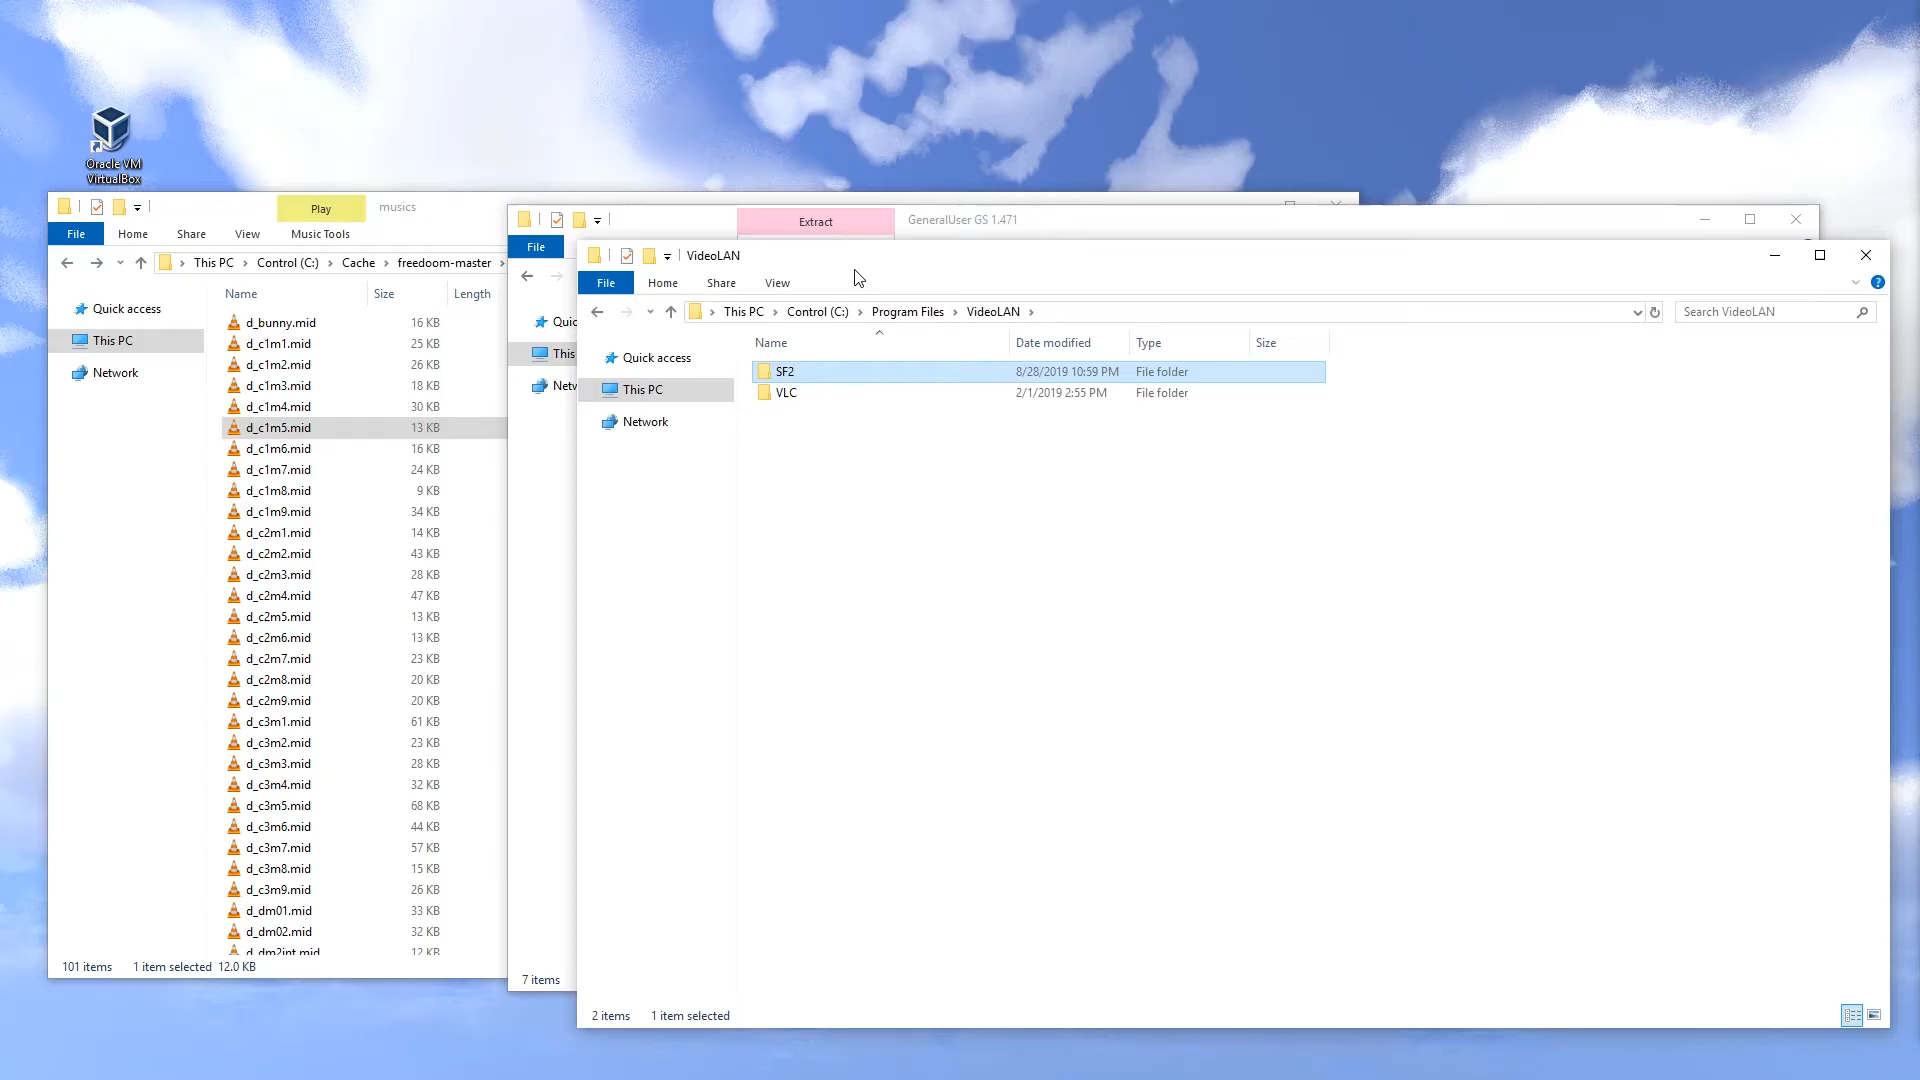 Oracle VM
VirtualBox
Play
musics
File
Home
Share
View
Music Tools
This PC
Control (C:)
Cache
freedoom-master
Quick access
This PC
Network
Name
Size
Length
d_bunny.mid 16 KB
d_c1m1.mid 25 KB
d_c1m2.mid 26 KB
d_c1m3.mid 18 KB
d_c1m4.mid 30 KB
d_c1m5.mid 13 KB
d_c1m6.mid 16 KB
d_c1m7.mid 24 KB
d_c1m8.mid 9 KB
d_c1m9.mid 34 KB
d_c2m1.mid 14 KB
d_c2m2.mid 43 KB
d_c2m3.mid 28 KB
d_c2m4.mid 47 KB
d_c2m5.mid 13 KB
d_c2m6.mid 13 KB
d_c2m7.mid 23 KB
d_c2m8.mid 20 KB
d_c2m9.mid 20 KB
d_c3m1.mid 61 KB
d_c3m2.mid 23 KB
d_c3m3.mid 28 KB
d_c3m4.mid 32 KB
d_c3m5.mid 68 KB
d_c3m6.mid 44 KB
d_c3m7.mid 57 KB
d_c3m8.mid 15 KB
d_c3m9.mid 26 KB
d_dm01.mid 33 KB
d_dm02.mid 32 KB
d_dm2int.mid 12 KB
101 items 1 item selected 12.0 KB
Extract
GeneralUser GS 1.471
File
Quic
This
Netw
7 items
VideoLAN
File
Home
Share
View
This PC
Control (C:)
Program Files
VideoLAN
Search VideoLAN
Quick access
This PC
Network
Name
Date modified
Type
Size
SF2 8/28/2019 10:59 PM File folder
VLC 2/1/2019 2:55 PM File folder
2 items 1 item selected